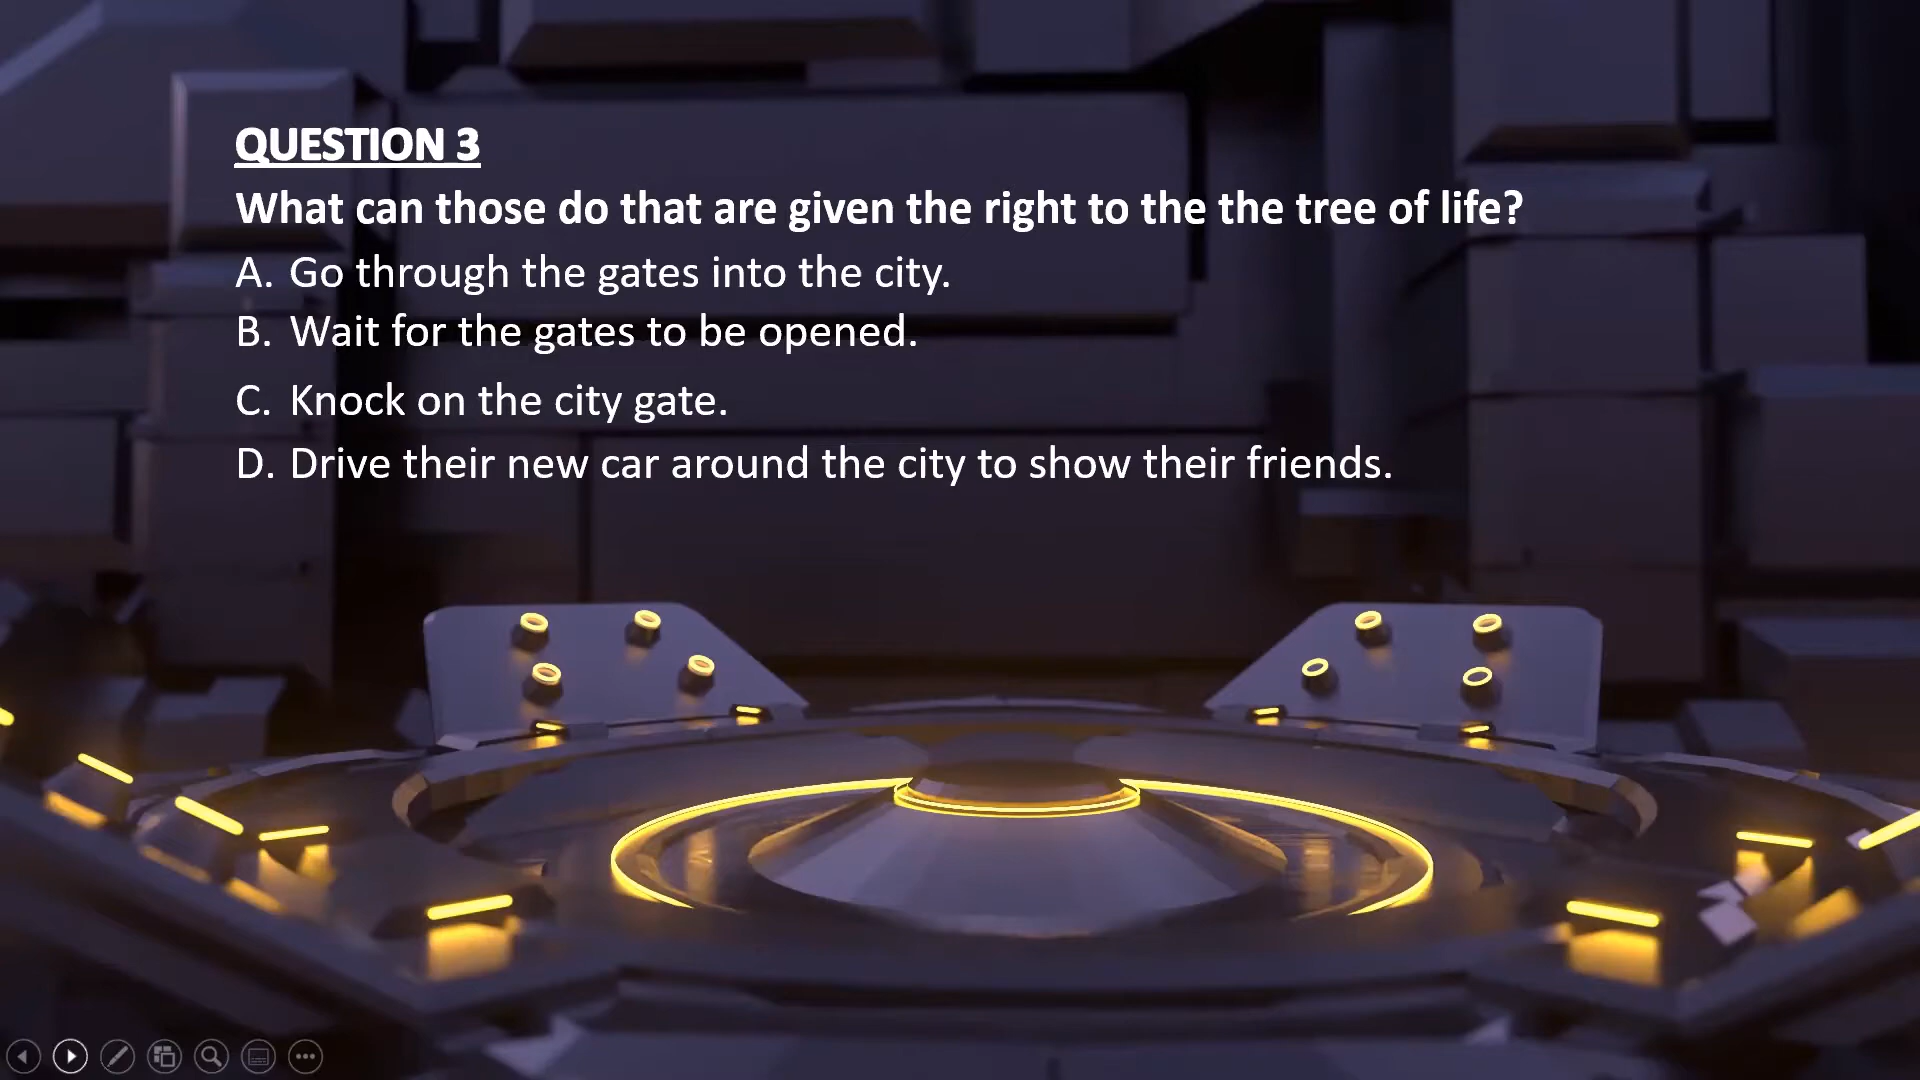 QUESTION 3
What can those do that are given the right to the the tree of life?
A. Go through the gates into the city.
B. Wait for the gates to be opened.
C. Knock on the city gate.
D. Drive their new car around the city to show their friends.